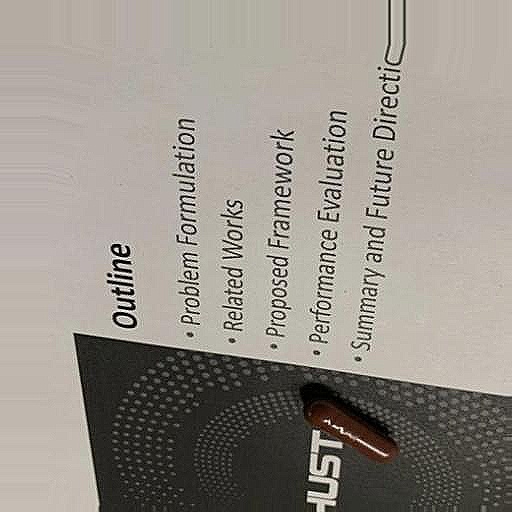 Outline
• Problem Formulation
• Related Works
• Proposed Framework
• Performance Evaluation
• Summary and Future
HUST